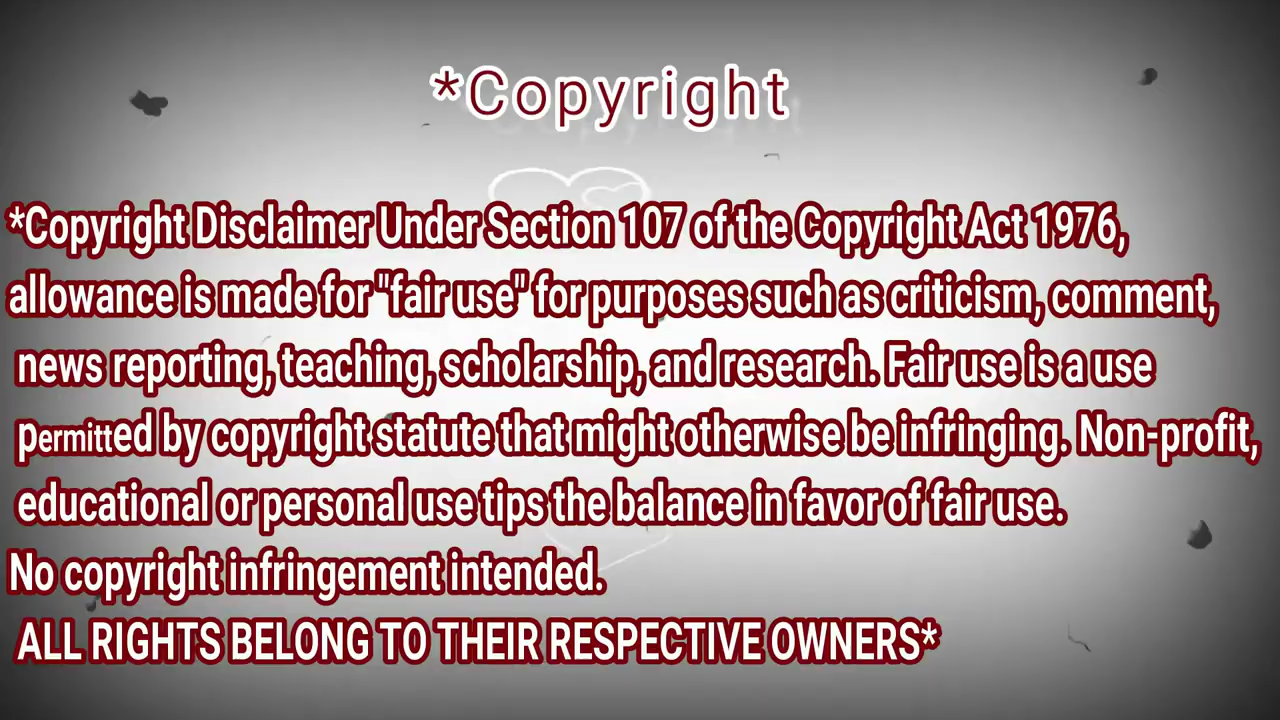 *Copyright
*Copyright Disclaimer Under Section 107 of the Copyright Act 1976,
allowance is made for "fair use" for purposes such as criticism, comment,
news reporting, teaching, scholarship, and research. Fair use is a use
permitted by copyright statute that might otherwise be infringing. Non-profit,
educational or personal use tips the balance in favor of fair use.
No copyright infringement intended.
ALL RIGHTS BELONG TO THEIR RESPECTIVE OWNERS*